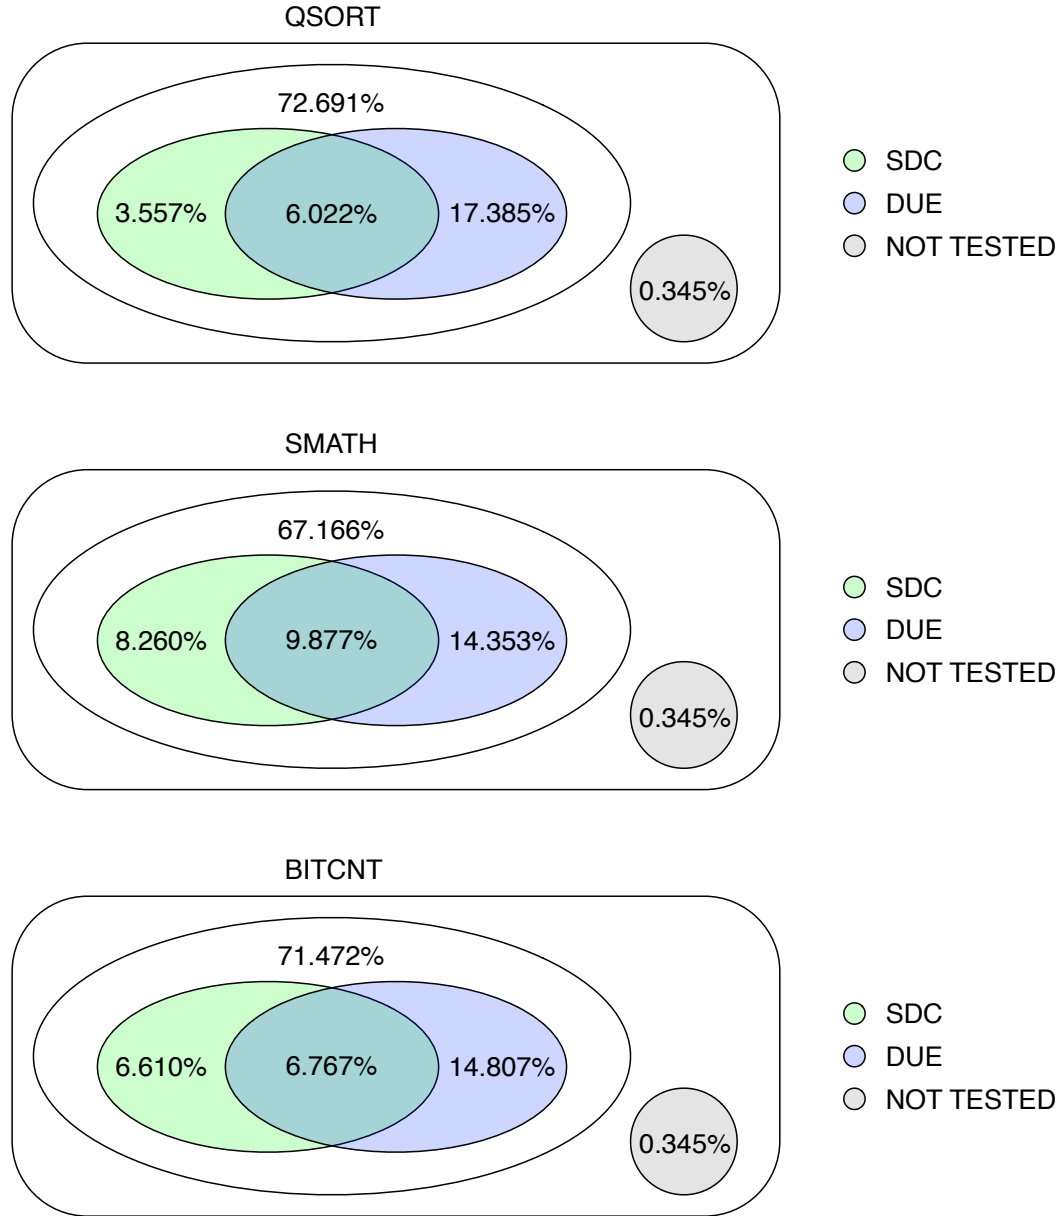 QSORT
72.691%
3.557% 6.022% 17.385%
0.345%
SDC
DUE
NOT TESTED
SMATH
67.166%
8.260% 9.877% 14.353%
0.345%
SDC
DUE
NOT TESTED
BITCNT
71.472%
6.610% 6.767% 14.807%
0.345%
SDC
DUE
NOT TESTED